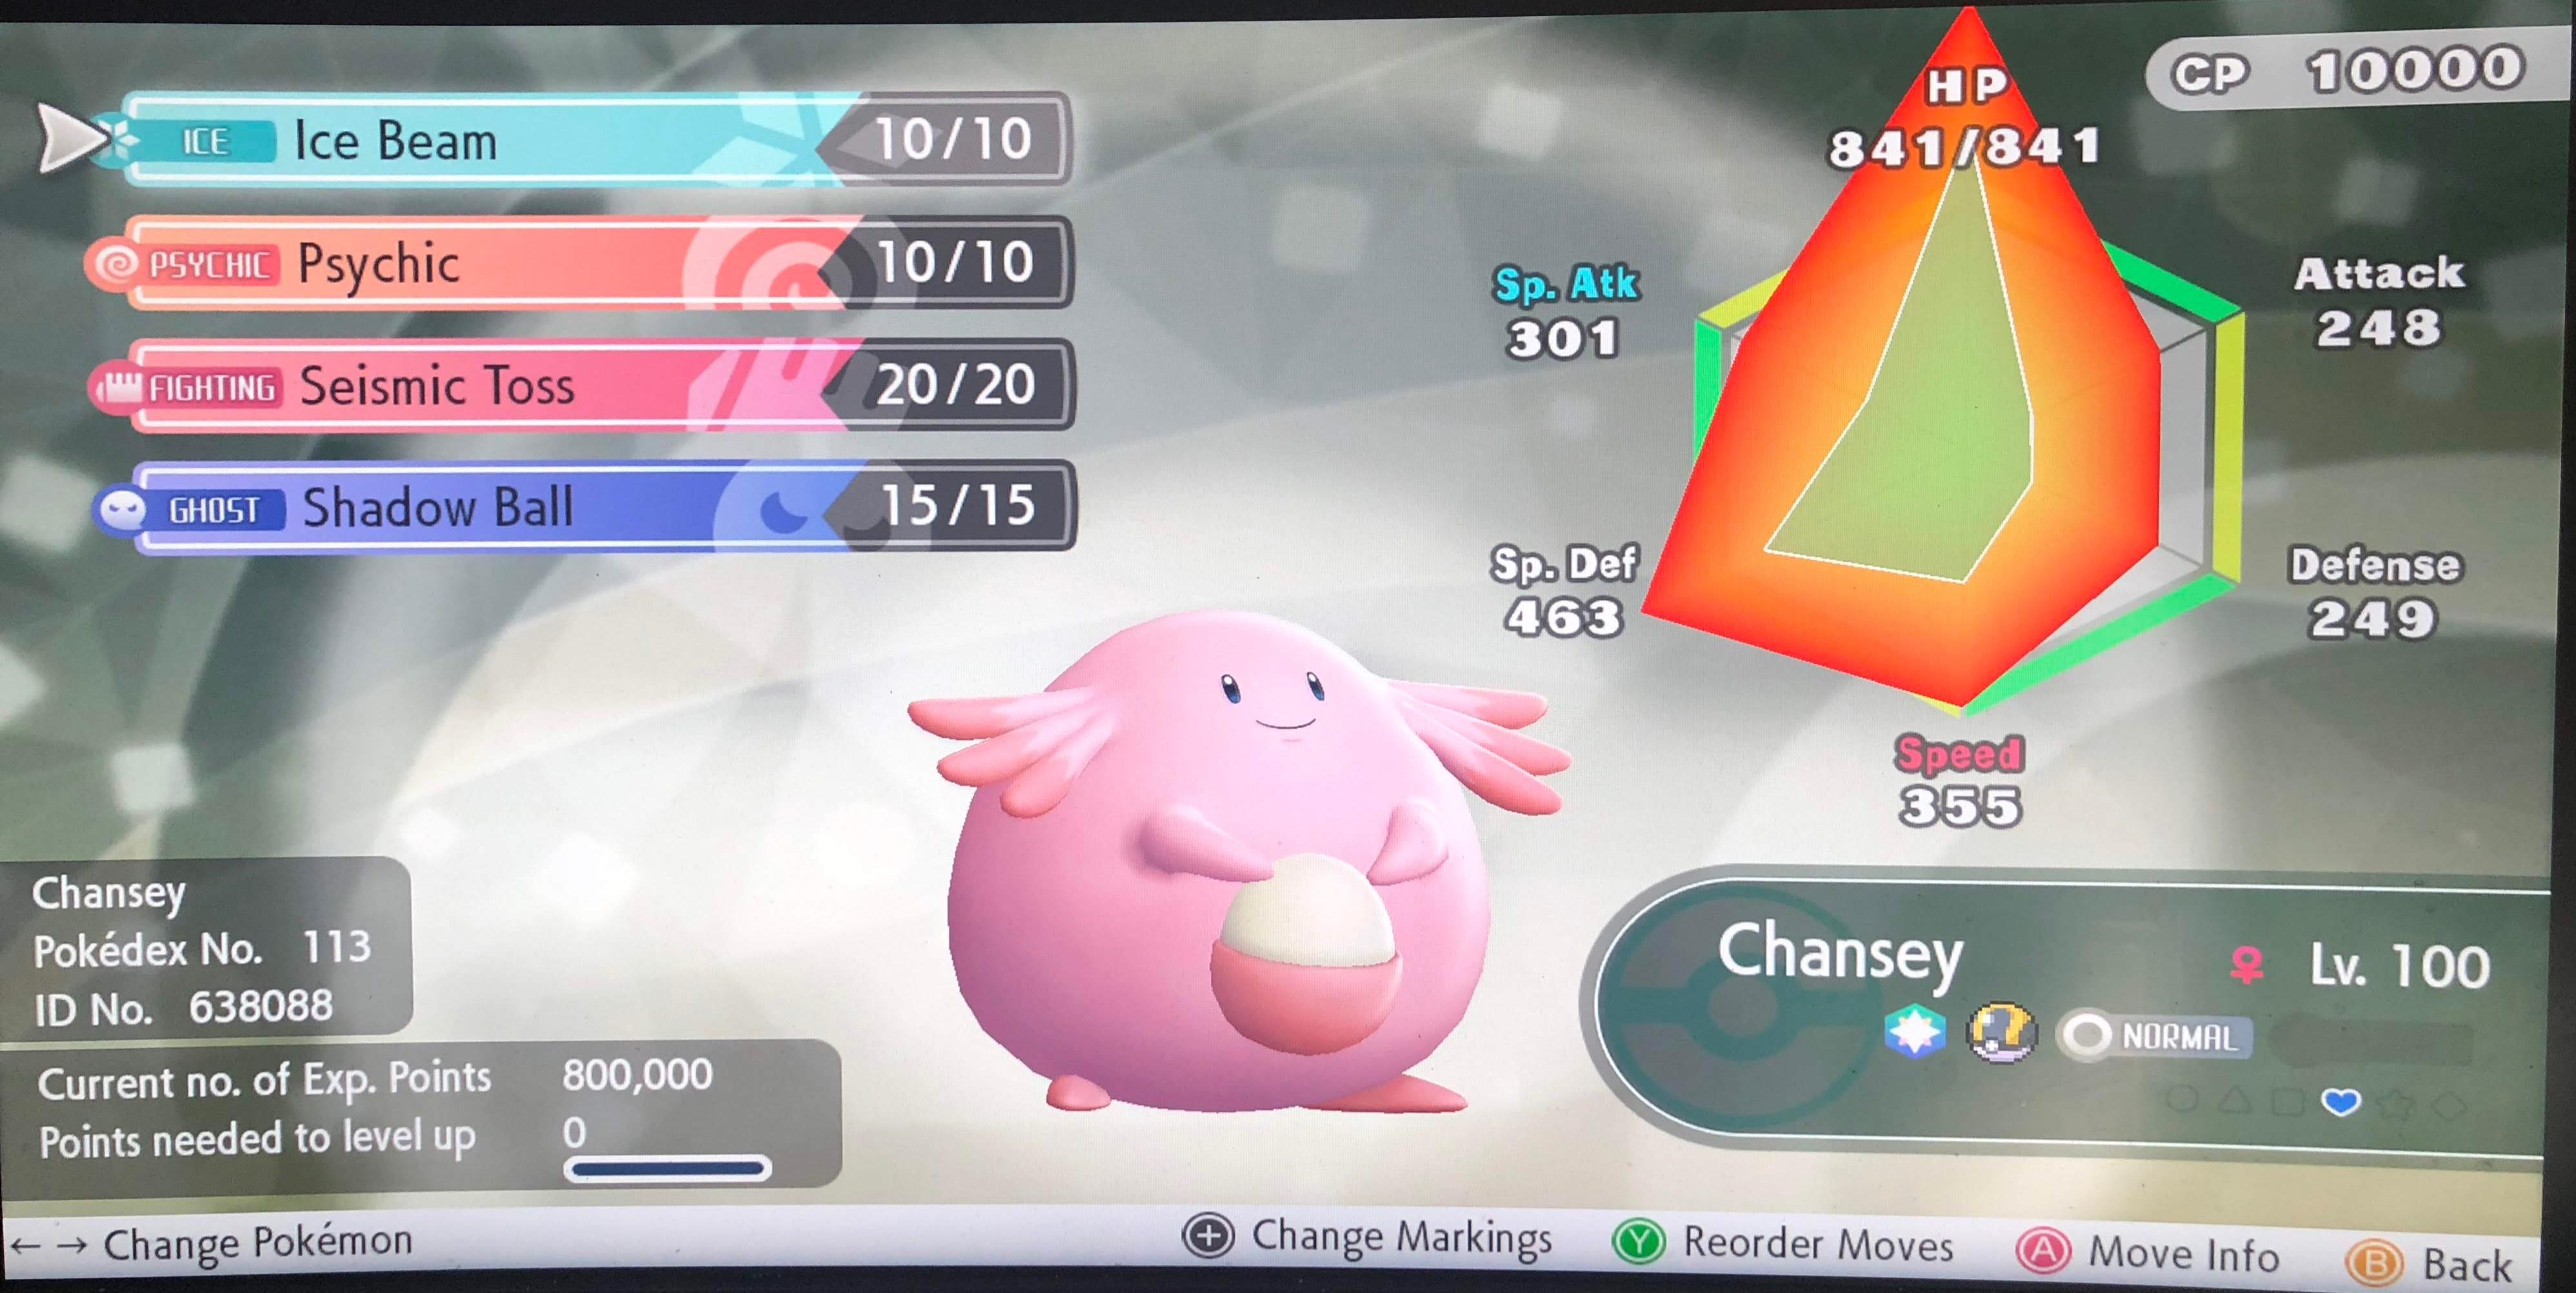 ICE Ice Beam 10/10
PSYCHIC Psychic 10/10
FIGHTING Seismic Toss 20/20
GHOST Shadow Ball 15/15
CP 10000
HP
841/841
Sp. Atk
301
Attack
248
Sp. Def
463
Defense
249
Speed
355
Chansey
Pokédex No. 113
ID No. 638088
Current no. of Exp. Points 800,000
Points needed to level up 0
Chansey ♀ Lv. 100
NORMAL
← → Change Pokémon + Change Markings Y Reorder Moves A Move Info B Back